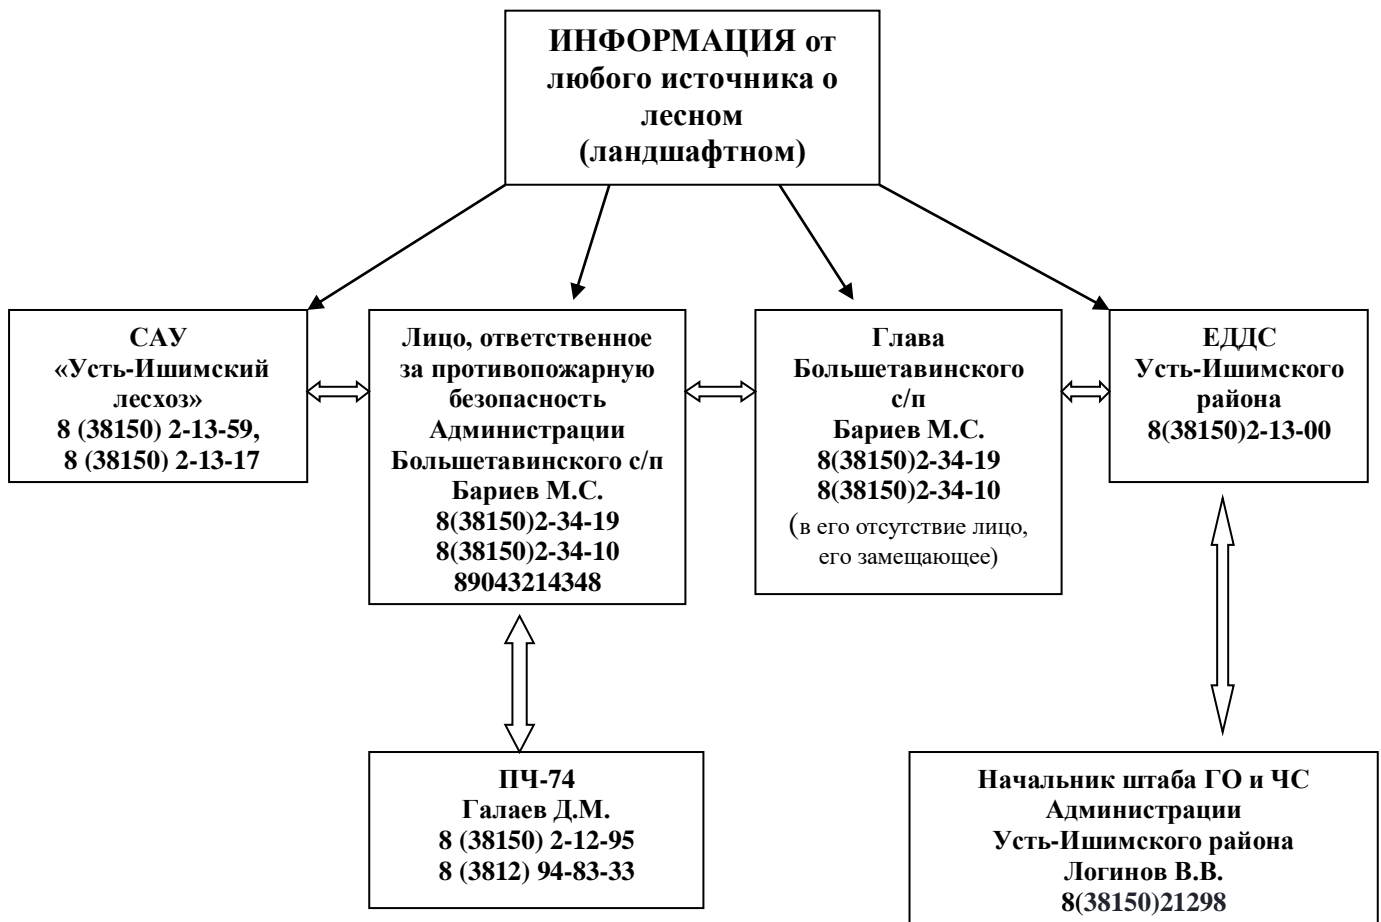 ИНФОРМАЦИЯ от
любого источника о
лесном
(ландшафтном)
САУ
«Усть-Ишимский
лесхоз»
8 (38150) 2-13-59,
8 (38150) 2-13-17
Лицо, ответственное
за противопожарную
безопасность
Администрации
Большетавинского с/п
Бариев М.С.
8(38150)2-34-19
8(38150)2-34-10
89043214348
Глава
Большетавинского
с/п
Бариев М.С.
8(38150)2-34-19
8(38150)2-34-10
(в его отсутствие лицо,
его замещающее)
ЕДДС
Усть-Ишимского
района
8(38150)2-13-00
ПЧ-74
Галаев Д.М.
8 (38150) 2-12-95
8 (3812) 94-83-33
Начальник штаба ГО и ЧС
Администрации
Усть-Ишимского района
Логинов В.В.
8(38150)21298